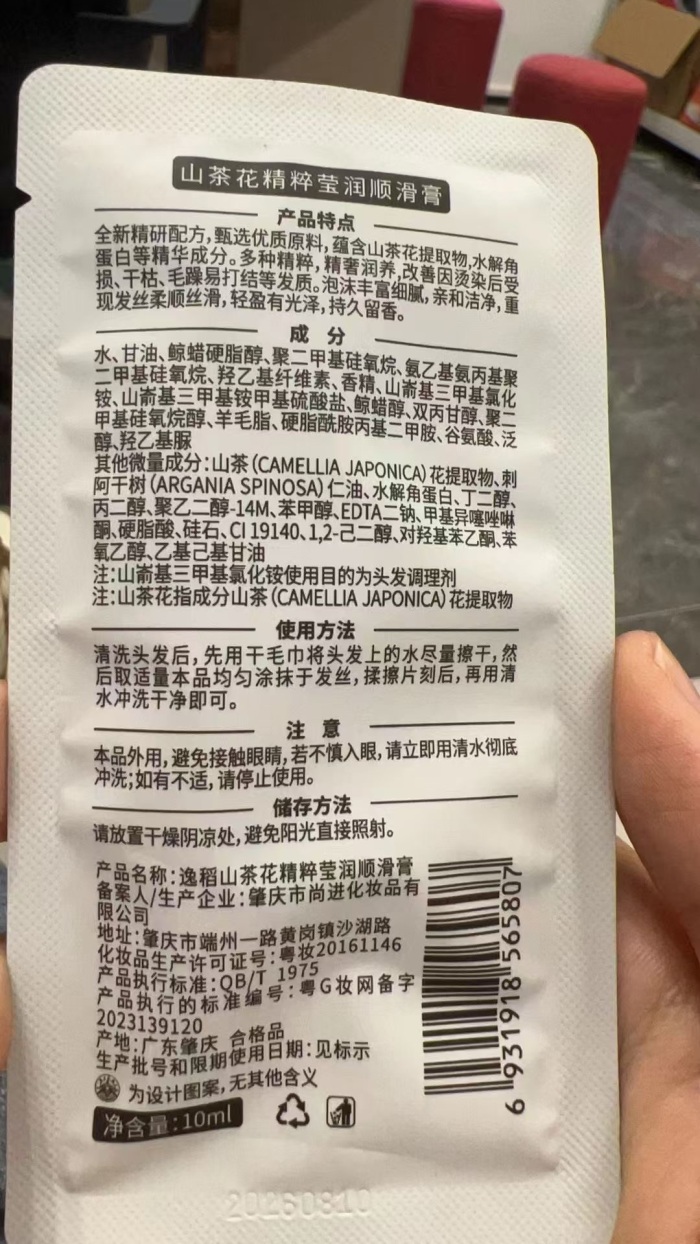 山茶花精粹莹润顺滑膏
产品特点
全新精研配方,甄选优质原料,蕴含山茶花提取物,水解角
蛋白等精华成分。多种精粹,精奢润养,改善因烫染后受
损、干枯、毛躁易打结等发质。泡沫丰富细腻,亲和洁净,重
现发丝柔顺丝滑,轻盈有光泽,持久留香。
成 分
水、甘油、鲸蜡硬脂醇、聚二甲基硅氧烷、氨乙基氨丙基聚
二甲基硅氧烷、羟乙基纤维素、香精、山嵛基三甲基氯化
铵、山嵛基三甲基铵甲基硫酸盐、鲸蜡醇、双丙甘醇、聚二
甲基硅氧烷醇、羊毛脂、硬脂酰胺丙基二甲胺、谷氨酸、泛
醇、羟乙基脲
其他微量成分:山茶(CAMELLIA JAPONICA)花提取物、刺
阿干树(ARGANIA SPINOSA)仁油、水解角蛋白、丁二醇、
丙二醇、聚乙二醇-14M、苯甲醇、EDTA二钠、甲基异噻唑啉
酮、硬脂酸、硅石、CI 19140、1,2-己二醇、对羟基苯乙酮、苯
氧乙醇、乙基己基甘油
注:山嵛基三甲基氯化铵使用目的为头发调理剂
注:山茶花指成分山茶(CAMELLIA JAPONICA)花提取物
使用方法
清洗头发后,先用干毛巾将头发上的水尽量擦干,然
后取适量本品均匀涂抹于发丝,揉擦片刻后,再用清
水冲洗干净即可。
注 意
本品外用,避免接触眼睛,若不慎入眼,请立即用清水彻底
冲洗;如有不适,请停止使用。
储存方法
请放置干燥阴凉处,避免阳光直接照射。
产品名称:逸稻山茶花精粹莹润顺滑膏
备案人/生产企业:肇庆市尚进化妆品有
限公司
地址:肇庆市端州一路黄岗镇沙湖路
化妆品生产许可证号:粤妆20161146
产品执行标准:QB/T 1975
产品执行的标准编号:粤G妆网备字
2023139120
产地:广东肇庆 合格品
生产批号和限期使用日期:见标示
为设计图案,无其他含义
净含量:10ml
6 931918 565807
20260810